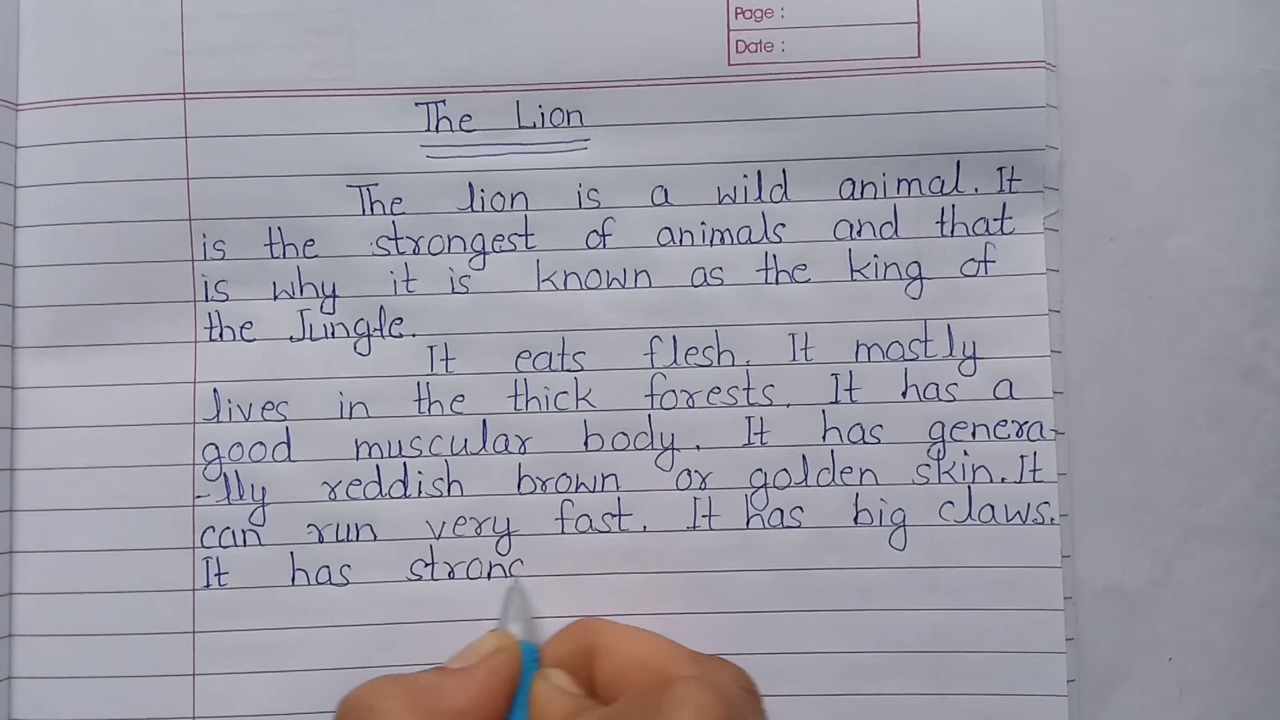 Page :
Date :
The Lion
The lion is a wild animal. It
is the strongest of animals and that
is why it is known as the king of
the Jungle.
It eats flesh. It mostly
lives in the thick forests. It has a
good muscular body. It has genera-
-lly reddish brown or golden skin. It
can run very fast. It has big claws.
It has stron